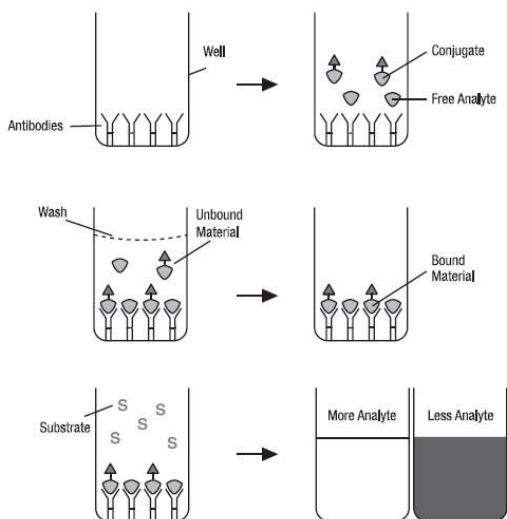 Well
Antibodies
Conjugate
Free Analyte
Wash
Unbound
Material
Bound
Material
Substrate
S
S
S
S
S
More Analyte
Less Analyte